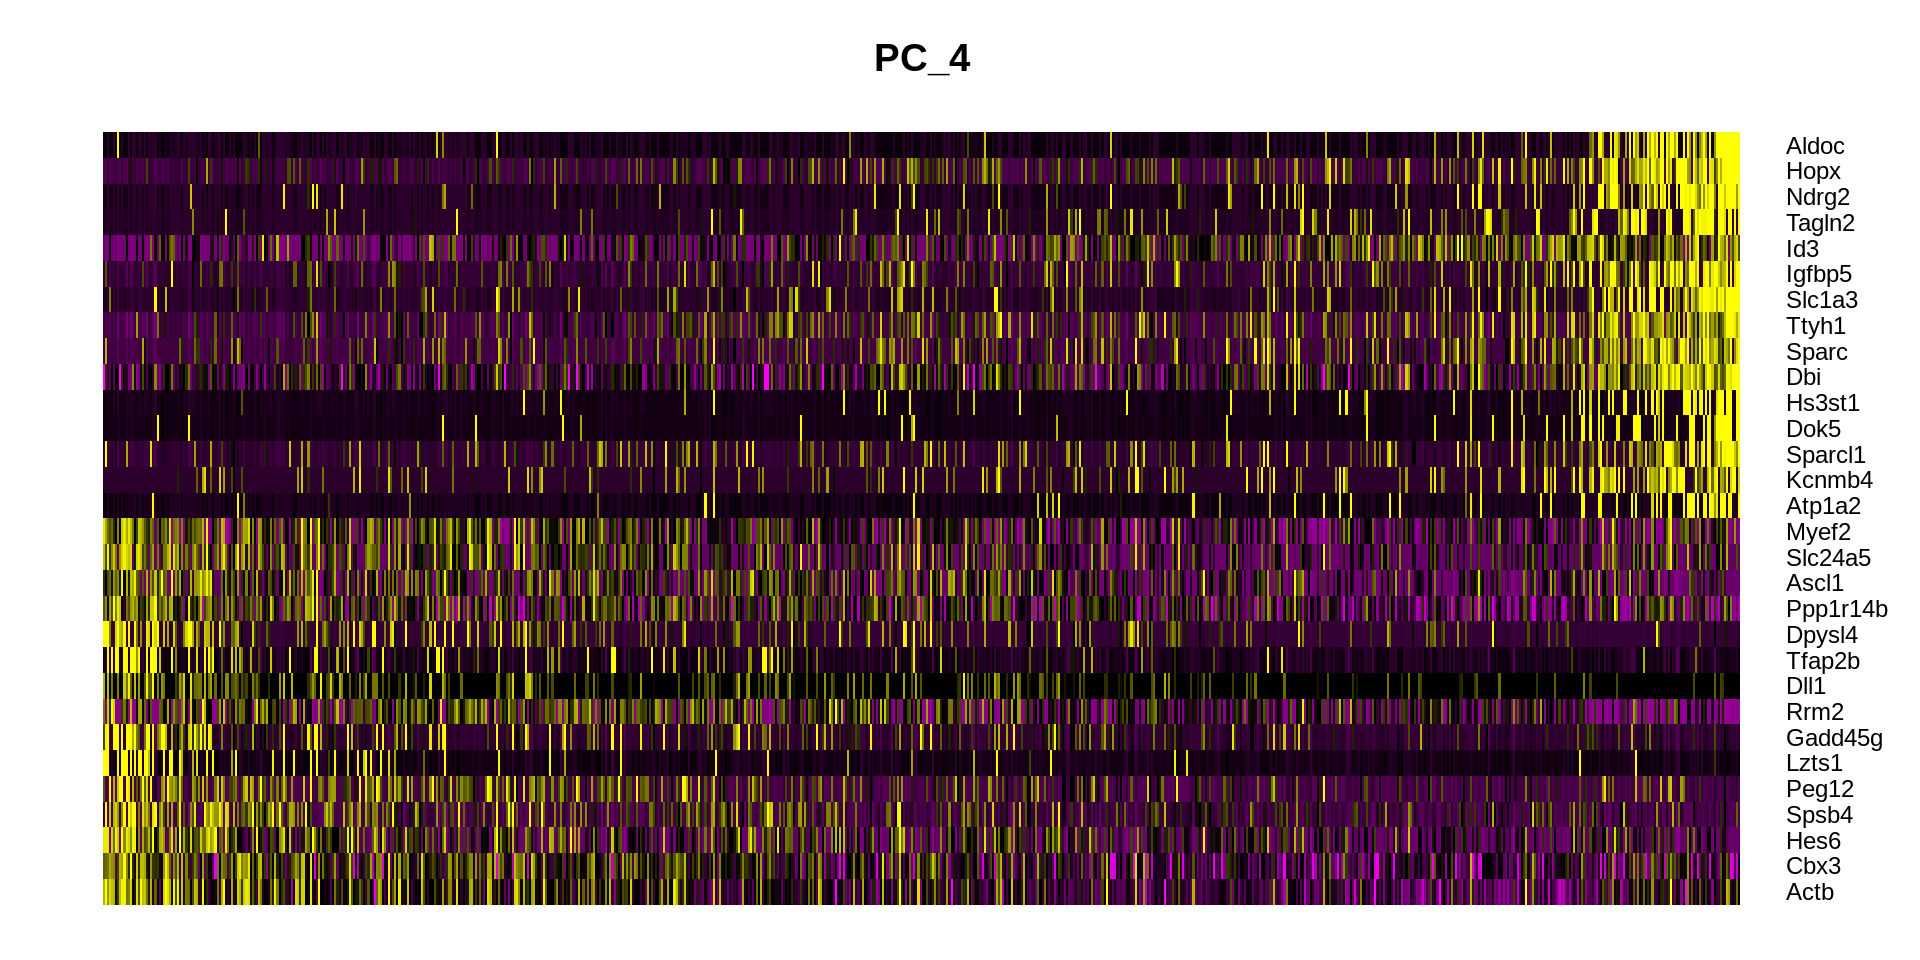 PC_4
Aldoc
Hopx
Ndrg2
Tagln2
Id3
Igfbp5
Slc1a3
Ttyh1
Sparc
Dbi
Hs3st1
Dok5
Sparcl1
Kcnmb4
Atp1a2
Myef2
Slc24a5
Ascl1
Ppp1r14b
Dpysl4
Tfap2b
Dll1
Rrm2
Gadd45g
Lzts1
Peg12
Spsb4
Hes6
Cbx3
Actb